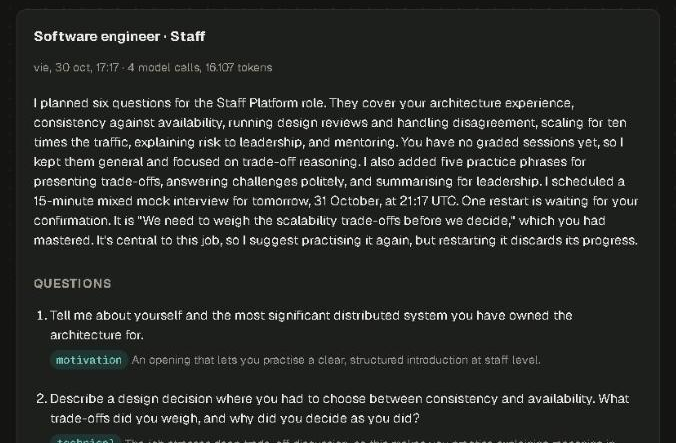 Software engineer · Staff
vie, 30 oct, 17:17 · 4 model calls, 16.107 tokens
I planned six questions for the Staff Platform role. They cover your architecture experience,
consistency against availability, running design reviews and handling disagreement, scaling for ten
times the traffic, explaining risk to leadership, and mentoring. You have no graded sessions yet, so I
kept them general and focused on trade-off reasoning. I also added five practice phrases for
presenting trade-offs, answering challenges politely, and summarising for leadership. I scheduled a
15-minute mixed mock interview for tomorrow, 31 October, at 21:17 UTC. One restart is waiting for your
confirmation. It is "We need to weigh the scalability trade-offs before we decide," which you had
mastered. It's central to this job, so I suggest practising it again, but restarting it discards its progress.
QUESTIONS
1. Tell me about yourself and the most significant distributed system you have owned the
architecture for.
motivation An opening that lets you practise a clear, structured introduction at staff level.
2. Describe a design decision where you had to choose between consistency and availability. What
trade-offs did you weigh, and why did you decide as you did?
technical